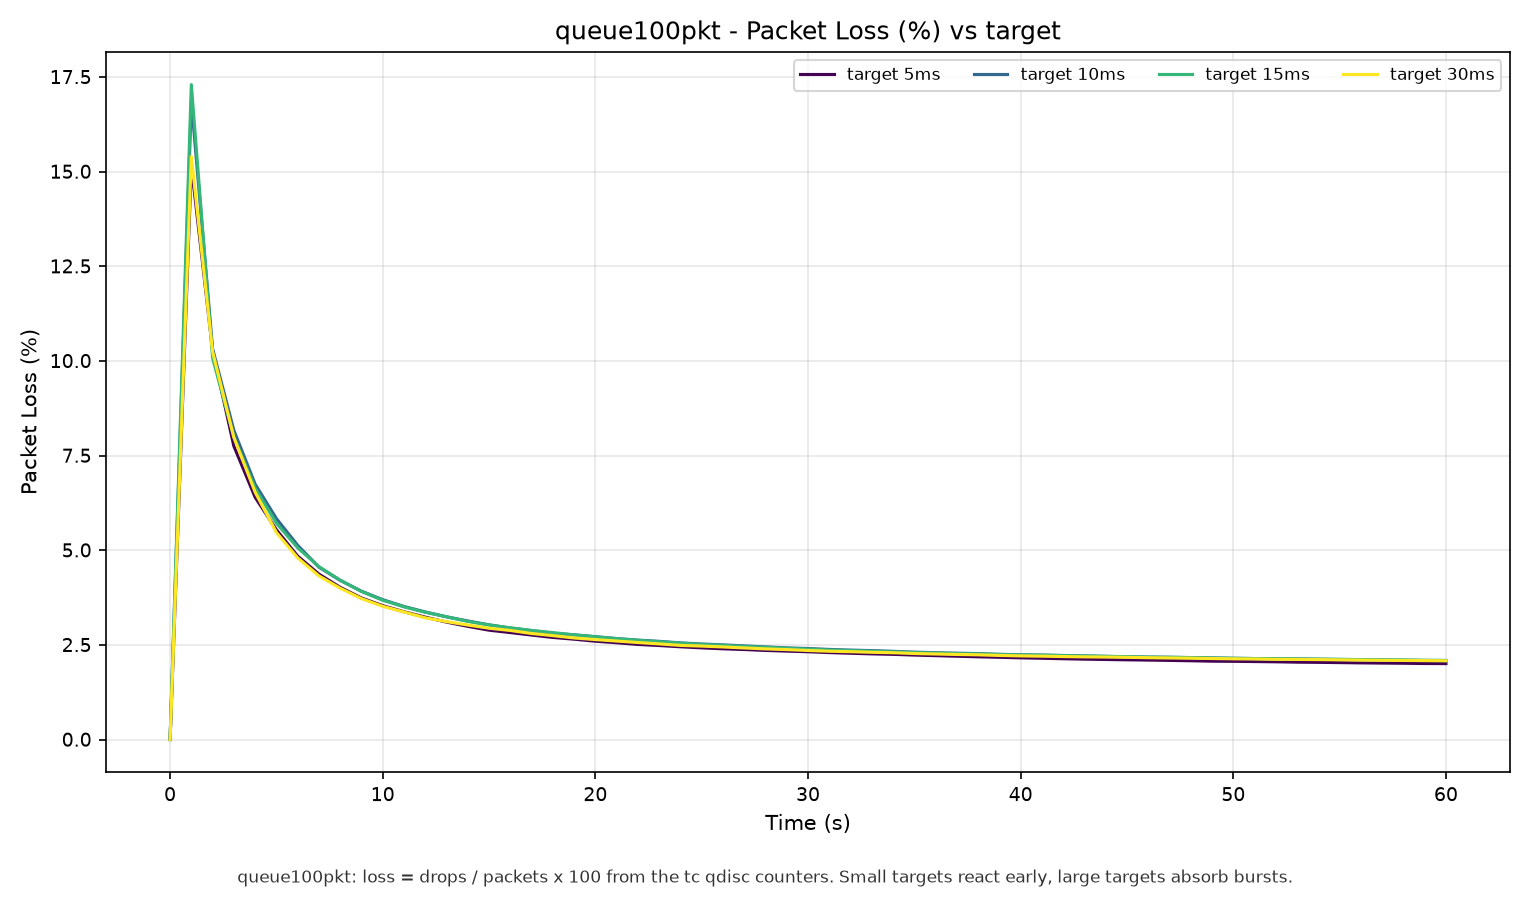 queue100pkt - Packet Loss (%) vs target
target 5ms
target 10ms
target 15ms
target 30ms
17.5
15.0
12.5
10.0
7.5
5.0
2.5
0.0
Packet Loss (%)
0
10
20
30
40
50
60
Time (s)
queue100pkt: loss = drops / packets x 100 from the tc qdisc counters. Small targets react early, large targets absorb bursts.